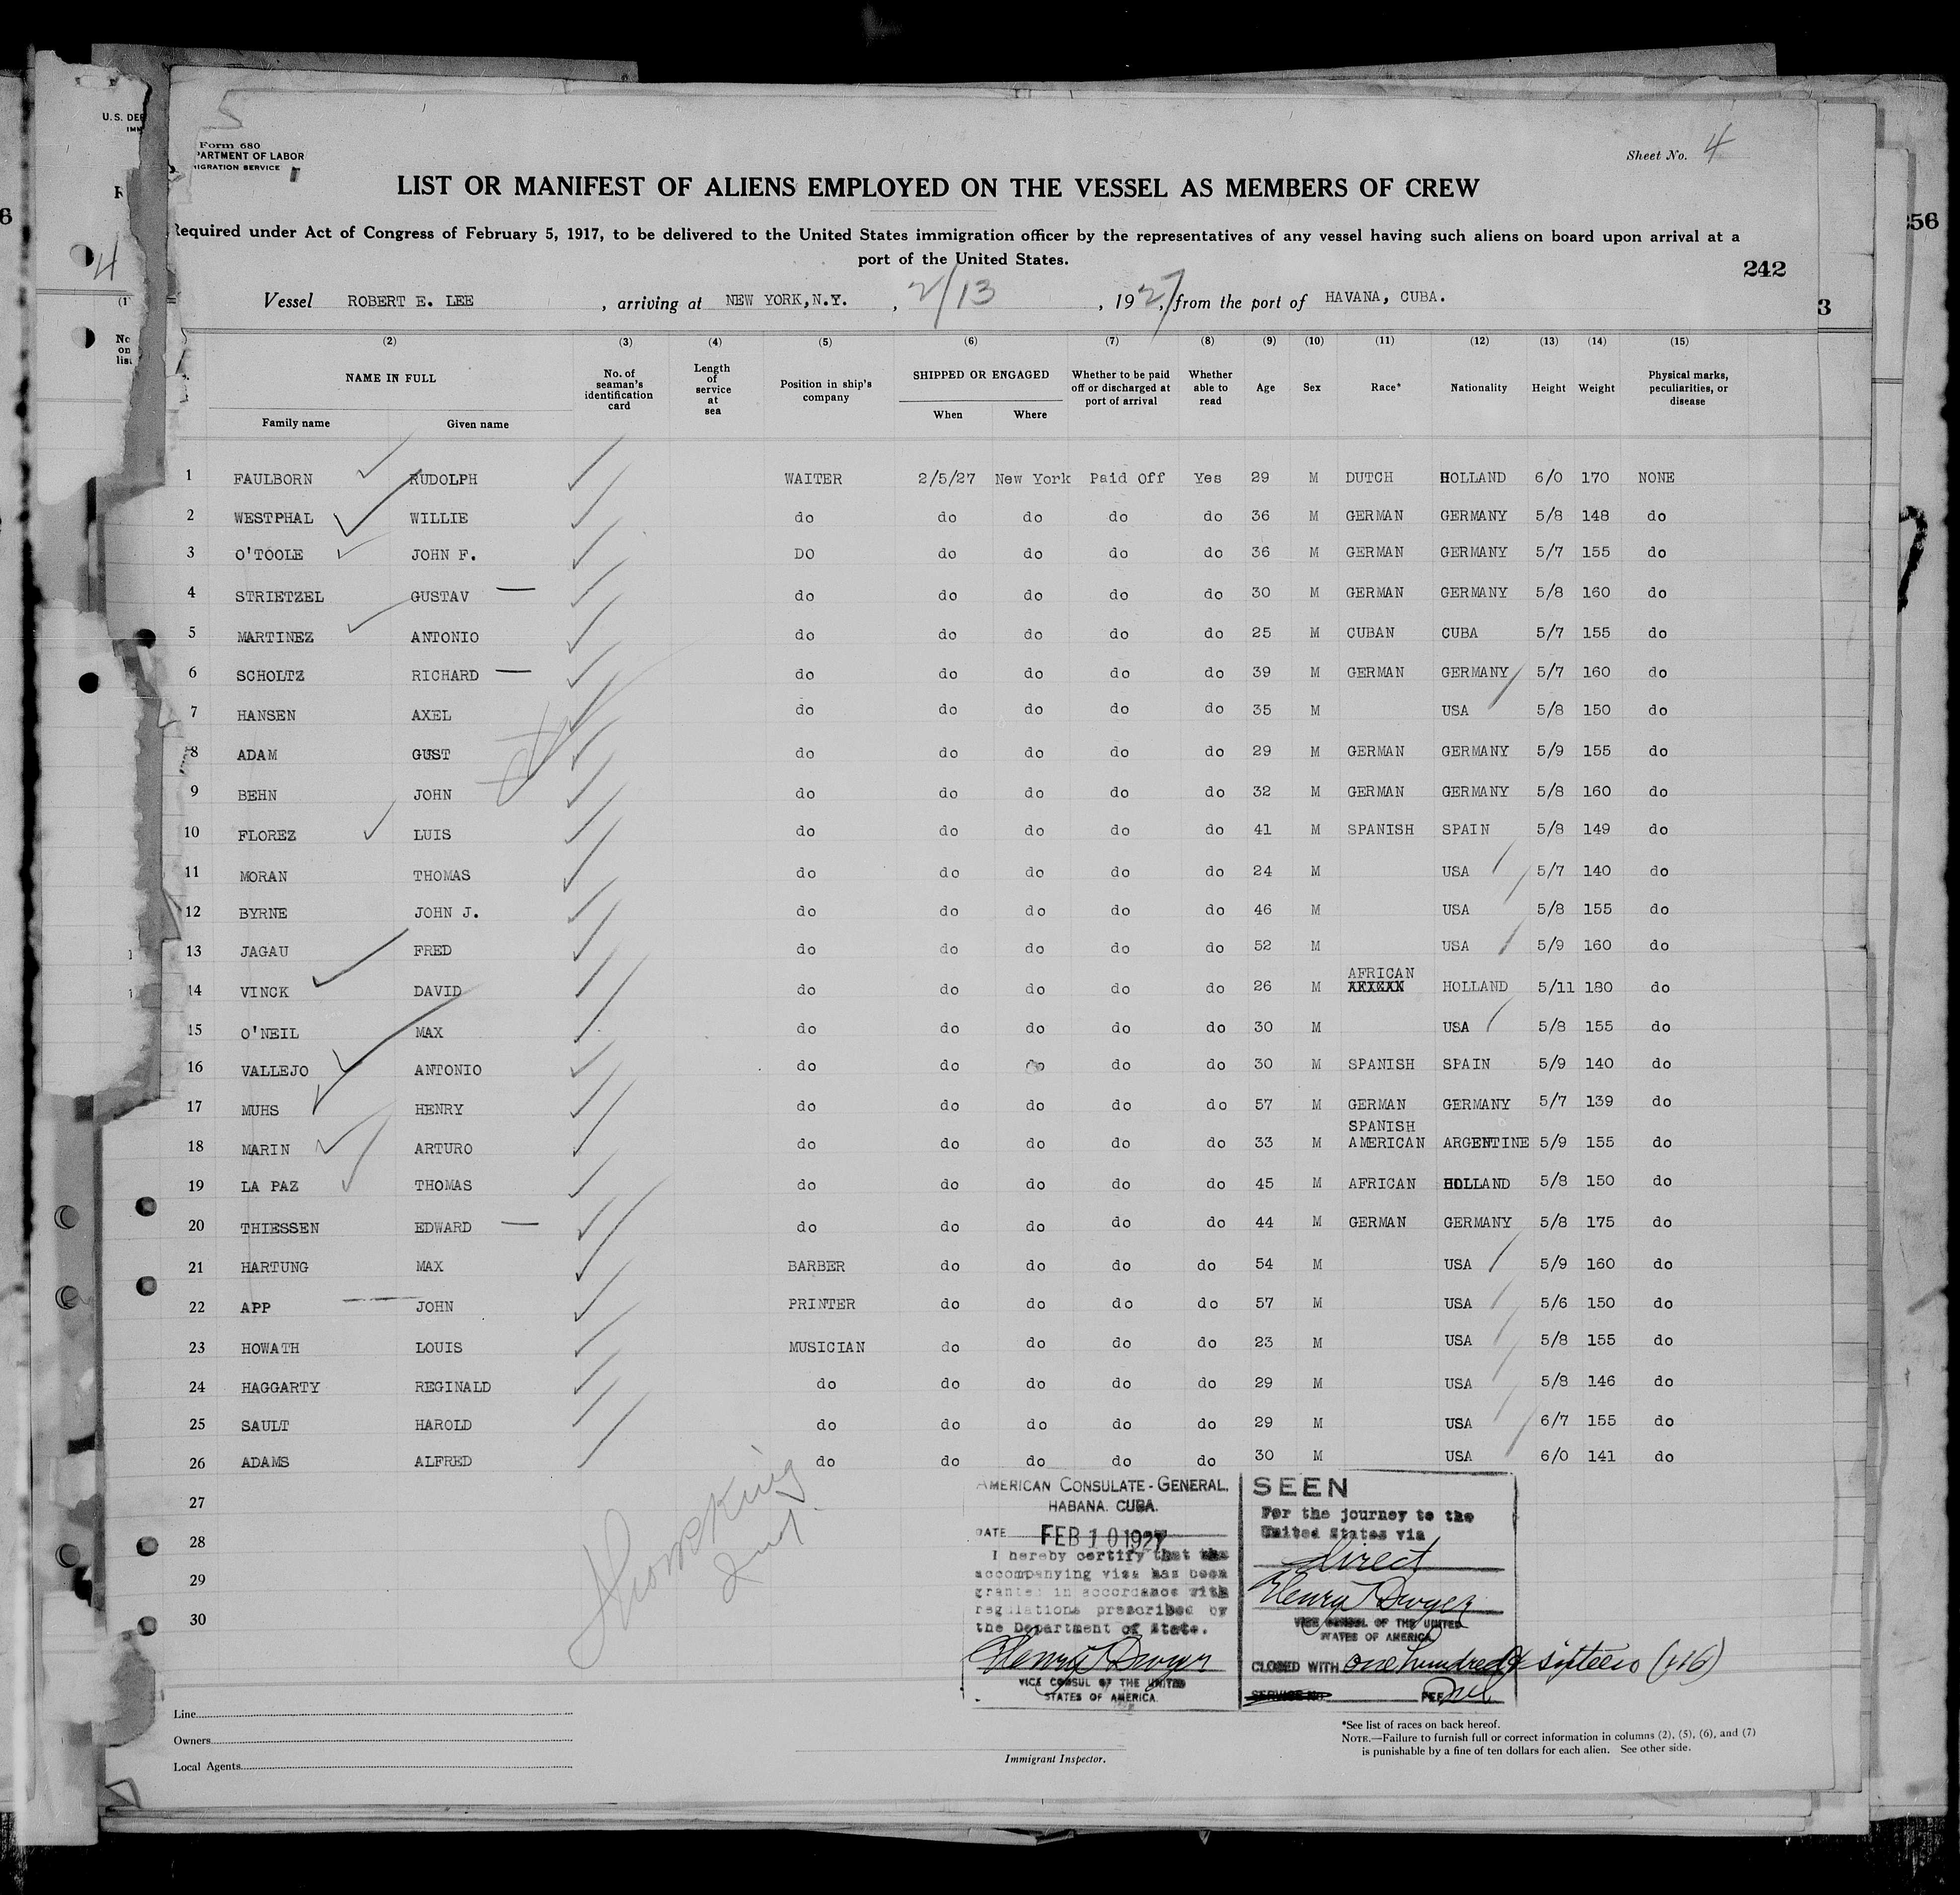 5
Form 680
U.S. DEPARTMENT OF LABOR
IMMIGRATION SERVICE
Sheet No. 4
LIST OR MANIFEST OF ALIENS EMPLOYED ON THE VESSEL AS MEMBERS OF CREW
Required under Act of Congress of February 5, 1917, to be delivered to the United States immigration officer by the representatives of any vessel having such aliens on board upon arrival at a
port of the United States.
242
Vessel ROBERT E. LEE, arriving at NEW YORK,N.Y., 2/13, 1927, from the port of HAVANA, CUBA.
(2) (3) (4) (5) (6) (7) (8) (9) (10) (11) (12) (13) (14) (15)
NAME IN FULL No. of seaman's identification card Length of service at sea Position in ship's company SHIPPED OR ENGAGED Whether to be paid off or discharged at port of arrival Whether able to read Age Sex Race* Nationality Height Weight Physical marks, peculiarities, or disease
Family name Given name When Where
1 FAULBORN RUDOLPH WAITER 2/5/27 New York Paid Off Yes 29 M DUTCH HOLLAND 6/0 170 NONE
2 WESTPHAL WILLIE do do do do do 36 M GERMAN GERMANY 5/8 148 do
3 O'TOOLE JOHN F. DO do do do do 36 M GERMAN GERMANY 5/7 155 do
4 STRIETZEL GUSTAV do do do do do 30 M GERMAN GERMANY 5/8 160 do
5 MARTINEZ ANTONIO do do do do do 25 M CUBAN CUBA 5/7 155 do
6 SCHOLTZ RICHARD do do do do do 39 M GERMAN GERMANY 5/7 160 do
7 HANSEN AXEL do do do do do 35 M USA 5/8 150 do
8 ADAM GUST do do do do do 29 M GERMAN GERMANY 5/9 155 do
9 BEHN JOHN do do do do do 32 M GERMAN GERMANY 5/8 160 do
10 FLOREZ LUIS do do do do do 41 M SPANISH SPAIN 5/8 149 do
11 MORAN THOMAS do do do do do 24 M USA 5/7 140 do
12 BYRNE JOHN J. do do do do do 46 M USA 5/8 155 do
13 JAGAU FRED do do do do do 52 M USA 5/9 160 do
14 VINCK DAVID do do do do do 26 M AFRICAN HOLLAND 5/11 180 do
15 O'NEIL MAX do do do do do 30 M USA 5/8 155 do
16 VALLEJO ANTONIO do do do do do 30 M SPANISH SPAIN 5/9 140 do
17 MUHS HENRY do do do do do 57 M GERMAN GERMANY 5/7 139 do
18 MARIN ARTURO do do do do do 33 M SPANISH AMERICAN ARGENTINE 5/9 155 do
19 LA PAZ THOMAS do do do do do 45 M AFRICAN HOLLAND 5/8 150 do
20 THIESSEN EDWARD do do do do do 44 M GERMAN GERMANY 5/8 175 do
21 HARTUNG MAX BARBER do do do do 54 M USA 5/9 160 do
22 APP JOHN PRINTER do do do do 57 M USA 5/6 150 do
23 HOWATH LOUIS MUSICIAN do do do do 23 M USA 5/8 155 do
24 HAGGARTY REGINALD do do do do do 29 M USA 5/8 146 do
25 SAULT HAROLD do do do do do 29 M USA 6/7 155 do
26 ADAMS ALFRED do do do do do 30 M USA 6/0 141 do
27
28
29
30
AMERICAN CONSULATE-GENERAL.
HABANA. CUBA.
DATE FEB 10 1927
I hereby certify that the
accompanying visa has been
granted in accordance with
regulations prescribed by
the Department of State.
Henry T Dwyer
VICE CONSUL OF THE UNITED
STATES OF AMERICA.
SEEN
For the journey to the
United States via
Direct
Henry T Dwyer
VICE CONSUL OF THE UNITED
STATES OF AMERICA
CLOSED WITH one hundred & sixteen (116)
SERVICE NO. FEE nil
Line
Owners
Local Agents
Immigrant Inspector.
*See list of races on back hereof.
NOTE.—Failure to furnish full or correct information in columns (2), (5), (6), and (7)
is punishable by a fine of ten dollars for each alien. See other side.